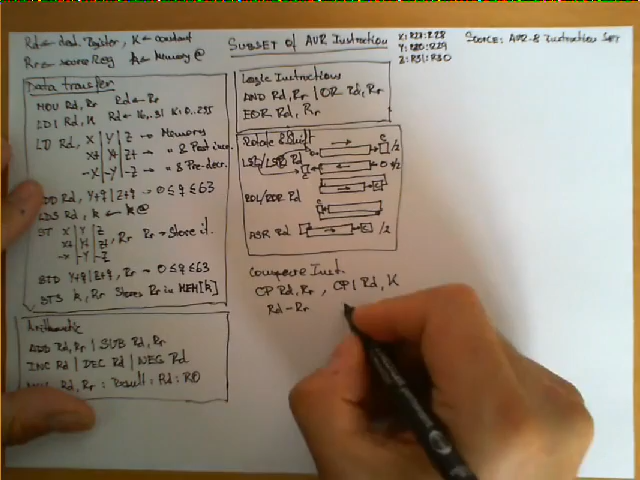 Rd ← dest. Register, K ← constant
Rr ← source Reg k ← Memory @
SUBSET OF AVR Instruction
X: R27:R28
Y: R20:R29
Z: R31:R30
SOURCE: AVR-8 Instruction SET
Data transfer
MOV Rd, Rr Rd ← Rr
LDI Rd, K Rd ← 16..31 K: 0..255
LD Rd, X | Y | Z → Memory
X+ | Y+ | Z+ → " & Post incr.
-X | -Y | -Z → " & Pre-decr.
LDD Rd, Y+q | Z+q → 0 ≤ q ≤ 63
LDS Rd, k ← k@
ST X | Y | Z
X+ | Y+ | Z+, Rr Rr → Store it.
-X | -Y | -Z
STD Y+q | Z+q, Rr → 0 ≤ q ≤ 63
STS k, Rr Stores Rr in MEM[k]
Arithmetic
ADD Rd, Rr | SUB Rd, Rr
INC Rd | DEC Rd | NEG Rd
Rd, Rr : Result : R1 : R0
Logic Instructions
AND Rd, Rr | OR Rd, Rr
EOR Rd, Rr
Rotate & Shift
LSL/LSR Rd
ROL/ROR Rd
ASR Rd /2
Compare Inst.
CP Rd, Rr , CPI Rd, K
Rd - Rr